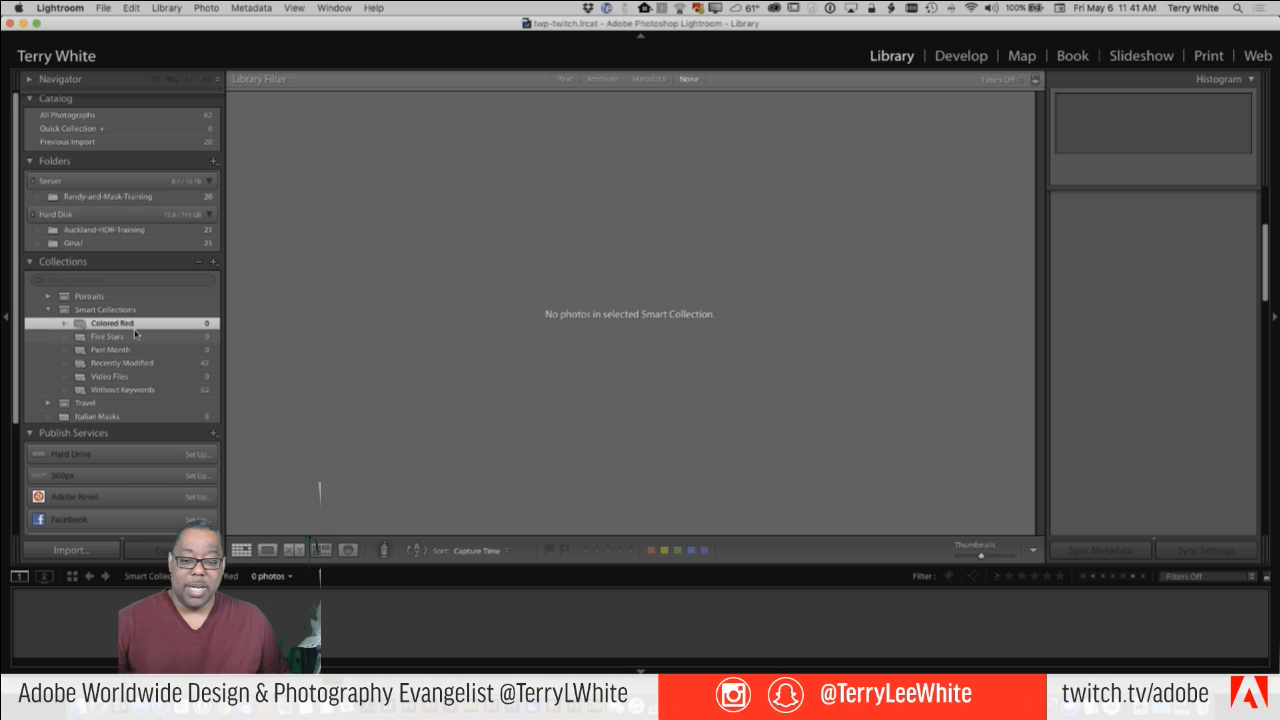 Lightroom File Edit Library Photo Metadata View Window Help 61° 100% Fri May 6 11:41 AM Terry White
twp-twitch.lrcat - Adobe Photoshop Lightroom - Library
Terry White
Library | Develop | Map | Book | Slideshow | Print | Web
Navigator
Library Filter: Text Attribute Metadata None Filters Off
Histogram
Catalog
All Photographs 62
Quick Collection + 0
Previous Import 20
Folders
Server
Randy-and-Mask-Training 20
Hard Disk
Auckland-HDR-Training 21
GinaJ 21
Collections
Portraits
Smart Collections
Colored Red 0
Five Stars 0
Past Month 0
Recently Modified 42
Video Files 0
Without Keywords 62
Travel
Italian Masks 8
No photos in selected Smart Collection.
Publish Services
Hard Drive Set Up...
500px Set Up...
Adobe Revel Set Up...
Facebook Set Up...
Import...
Sort: Capture Time
Thumbnails
Sync Metadata Sync Settings
1 2 Smart Collec Red 0 photos
Filter: Filters Off
Adobe Worldwide Design & Photography Evangelist @TerryLWhite
@TerryLeeWhite
twitch.tv/adobe